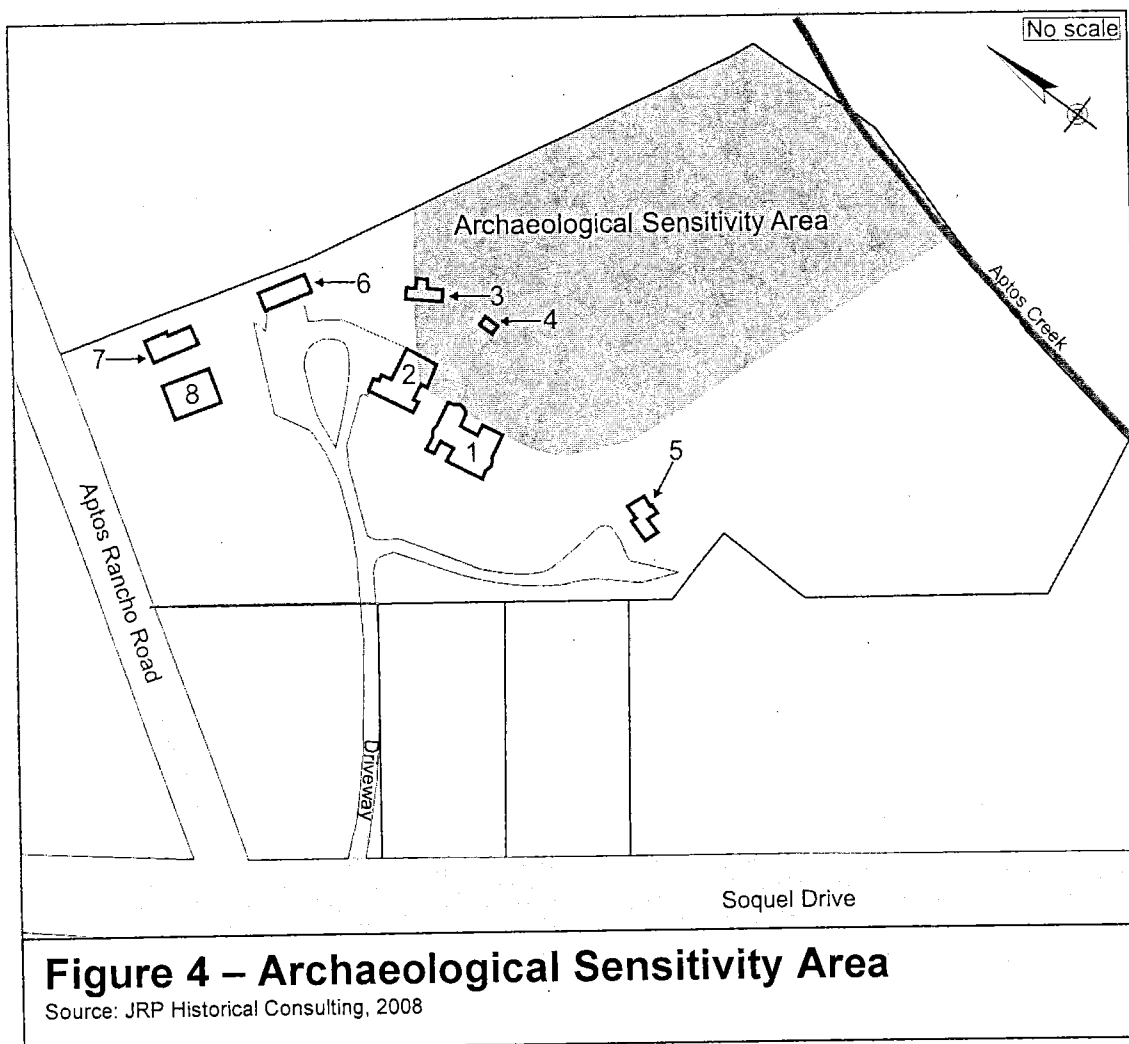 No scale
Archaeological Sensitivity Area
6
3
4
7
8
2
1
5
Aptos Creek
Aptos Rancho Road
Driveway
Soquel Drive
Figure 4 – Archaeological Sensitivity Area
Source: JRP Historical Consulting, 2008